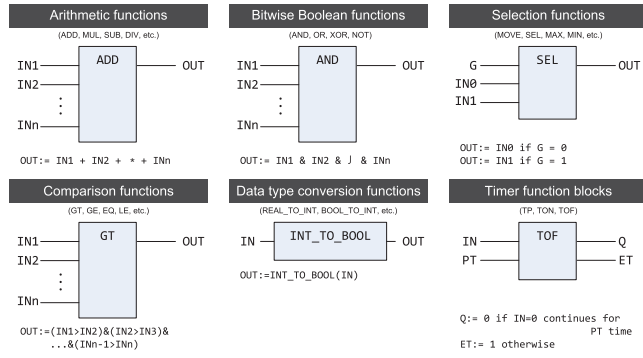 Arithmetic functions
(ADD, MUL, SUB, DIV, etc.)
ADD
IN1
IN2
INn
OUT
OUT:= IN1 + IN2 + * + INn
Bitwise Boolean functions
(AND, OR, XOR, NOT)
AND
IN1
IN2
INn
OUT
OUT:= IN1 & IN2 & ⌡ & INn
Selection functions
(MOVE, SEL, MAX, MIN, etc.)
SEL
G
IN0
IN1
OUT
OUT:= IN0 if G = 0
OUT:= IN1 if G = 1
Comparison functions
(GT, GE, EQ, LE, etc.)
GT
IN1
IN2
INn
OUT
OUT:=(IN1>IN2)&(IN2>IN3)&
...&(INn-1>INn)
Data type conversion functions
(REAL_TO_INT, BOOL_TO_INT, etc.)
IN
INT_TO_BOOL
OUT
OUT:=INT_TO_BOOL(IN)
Timer function blocks
(TP, TON, TOF)
TOF
IN
PT
Q
ET
Q:= 0 if IN=0 continues for
PT time
ET:= 1 otherwise